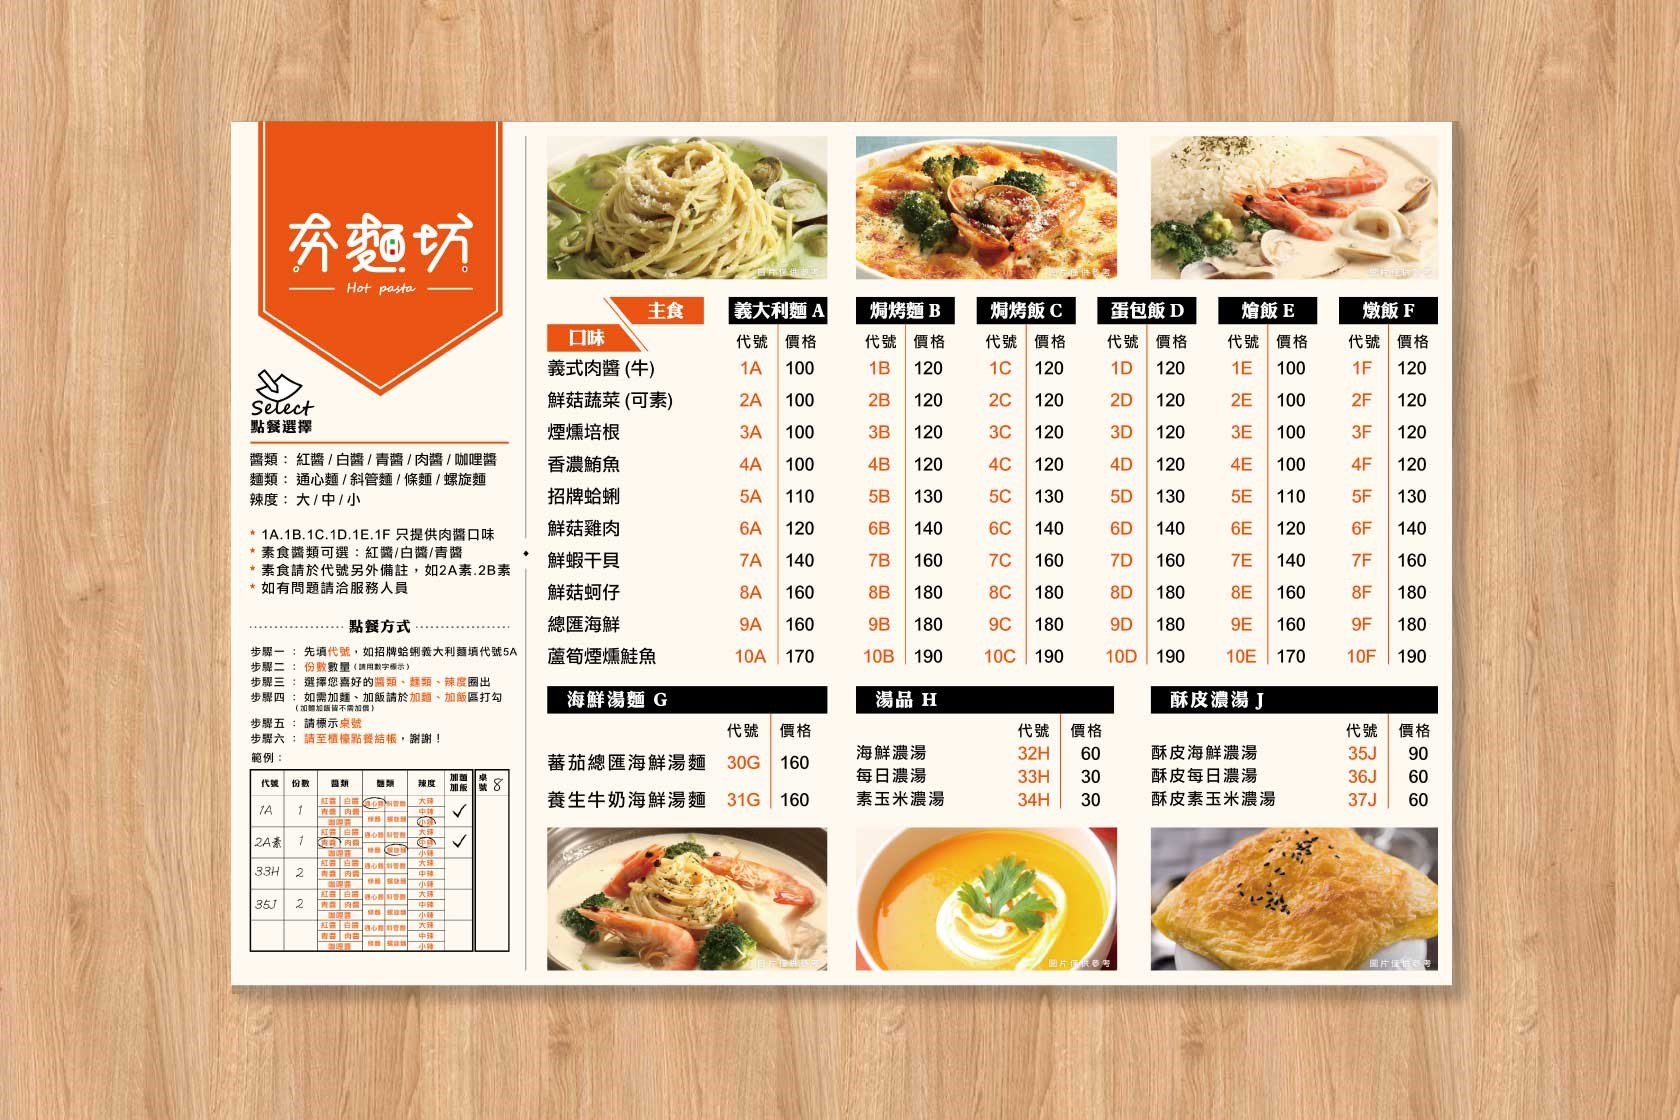 夯麵坊
Hot pasta
Select
點餐選擇
醬類： 紅醬 / 白醬 / 青醬 / 肉醬 / 咖哩醬
麵類： 通心麵 / 斜管麵 / 條麵 / 螺旋麵
辣度： 大 / 中 / 小
* 1A.1B.1C.1D.1E.1F 只提供肉醬口味
* 素食醬類可選：紅醬/白醬/青醬
* 素食請於代號另外備註，如2A素.2B素
* 如有問題請洽服務人員
點餐方式
步驟一 ： 先填代號，如招牌蛤蜊義大利麵填代號5A
步驟二 ： 份數數量 (請用數字標示)
步驟三 ： 選擇您喜好的醬類、麵類、辣度圈出
步驟四 ： 如需加麵、加飯請於加麵、加飯區打勾
(加麵加飯皆不需加價)
步驟五 ： 請標示桌號
步驟六 ： 請至櫃檯點餐結帳，謝謝！
範例：
代號 份數 醬類 麵類 辣度 加麵加飯 桌號 8
1A 1 紅醬 白醬 青醬 肉醬 咖哩醬 通心麵 斜管麵 條麵 螺旋麵 大辣 中辣 小辣 ✓
2A素 1 紅醬 白醬 青醬 肉醬 咖哩醬 通心麵 斜管麵 條麵 螺旋麵 大辣 中辣 小辣 ✓
33H 2 紅醬 白醬 青醬 肉醬 咖哩醬 通心麵 斜管麵 條麵 螺旋麵 大辣 中辣 小辣
35J 2 紅醬 白醬 青醬 肉醬 咖哩醬 通心麵 斜管麵 條麵 螺旋麵 大辣 中辣 小辣
紅醬 白醬 青醬 肉醬 咖哩醬 通心麵 斜管麵 條麵 螺旋麵 大辣 中辣 小辣
圖片僅供參考 圖片僅供參考 圖片僅供參考
主食 義大利麵 A 焗烤麵 B 焗烤飯 C 蛋包飯 D 燴飯 E 燉飯 F
口味 代號 價格 代號 價格 代號 價格 代號 價格 代號 價格 代號 價格
義式肉醬 (牛) 1A 100 1B 120 1C 120 1D 120 1E 100 1F 120
鮮菇蔬菜 (可素) 2A 100 2B 120 2C 120 2D 120 2E 100 2F 120
煙燻培根 3A 100 3B 120 3C 120 3D 120 3E 100 3F 120
香濃鮪魚 4A 100 4B 120 4C 120 4D 120 4E 100 4F 120
招牌蛤蜊 5A 110 5B 130 5C 130 5D 130 5E 110 5F 130
鮮菇雞肉 6A 120 6B 140 6C 140 6D 140 6E 120 6F 140
鮮蝦干貝 7A 140 7B 160 7C 160 7D 160 7E 140 7F 160
鮮菇蚵仔 8A 160 8B 180 8C 180 8D 180 8E 160 8F 180
總匯海鮮 9A 160 9B 180 9C 180 9D 180 9E 160 9F 180
蘆筍煙燻鮭魚 10A 170 10B 190 10C 190 10D 190 10E 170 10F 190
海鮮湯麵 G
代號 價格
蕃茄總匯海鮮湯麵 30G 160
養生牛奶海鮮湯麵 31G 160
湯品 H
代號 價格
海鮮濃湯 32H 60
每日濃湯 33H 30
素玉米濃湯 34H 30
酥皮濃湯 J
代號 價格
酥皮海鮮濃湯 35J 90
酥皮每日濃湯 36J 60
酥皮素玉米濃湯 37J 60
圖片僅供參考 圖片僅供參考 圖片僅供參考